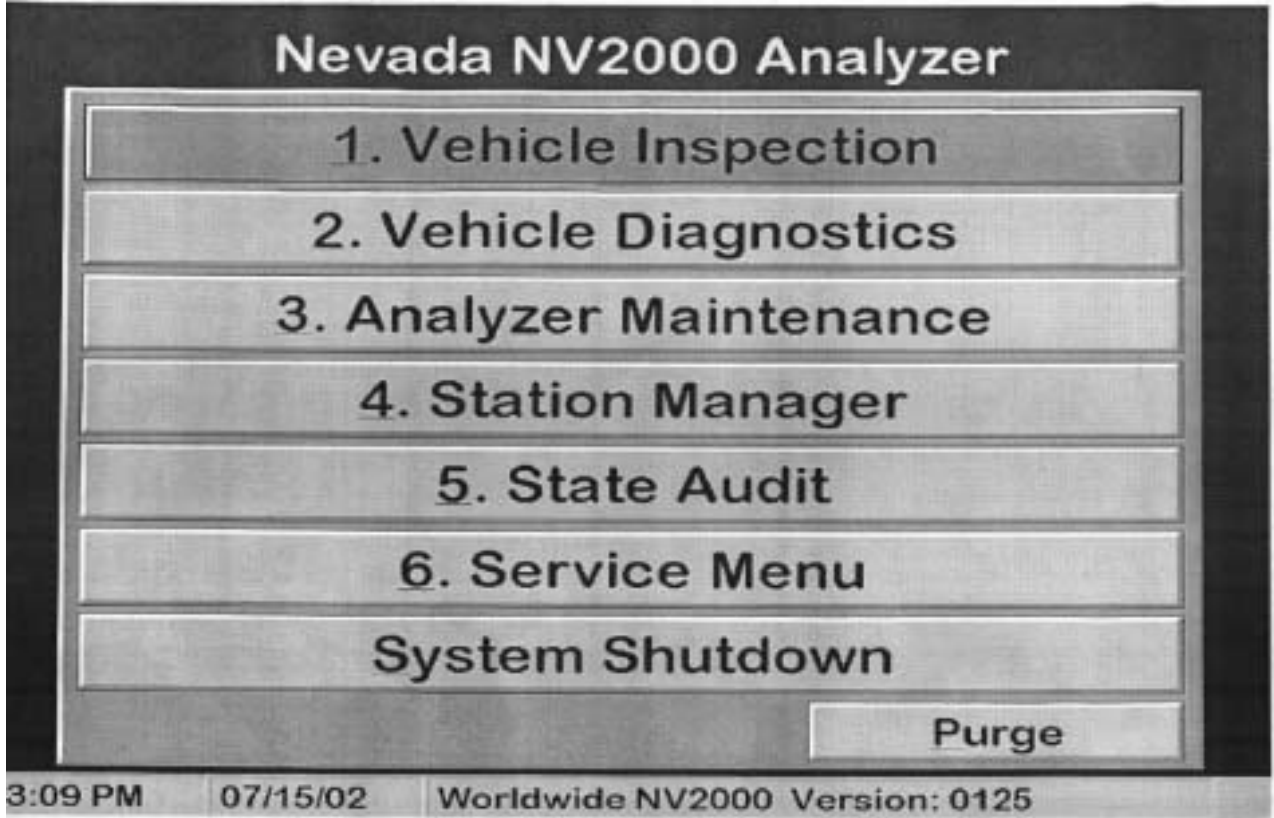 Nevada NV2000 Analyzer
1. Vehicle Inspection
2. Vehicle Diagnostics
3. Analyzer Maintenance
4. Station Manager
5. State Audit
6. Service Menu
System Shutdown
Purge
3:09 PM 07/15/02 Worldwide NV2000 Version: 0125